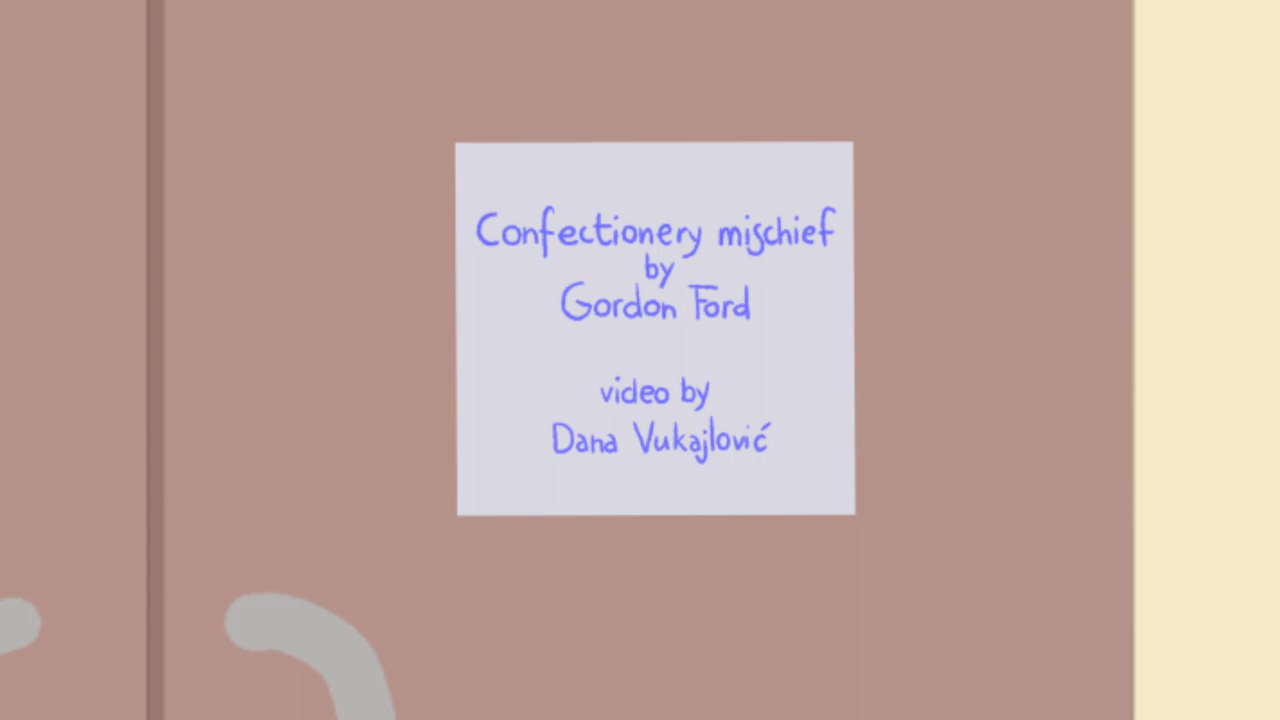 Confectionery mischief
by
Gordon Ford
video by
Dana Vukajlović